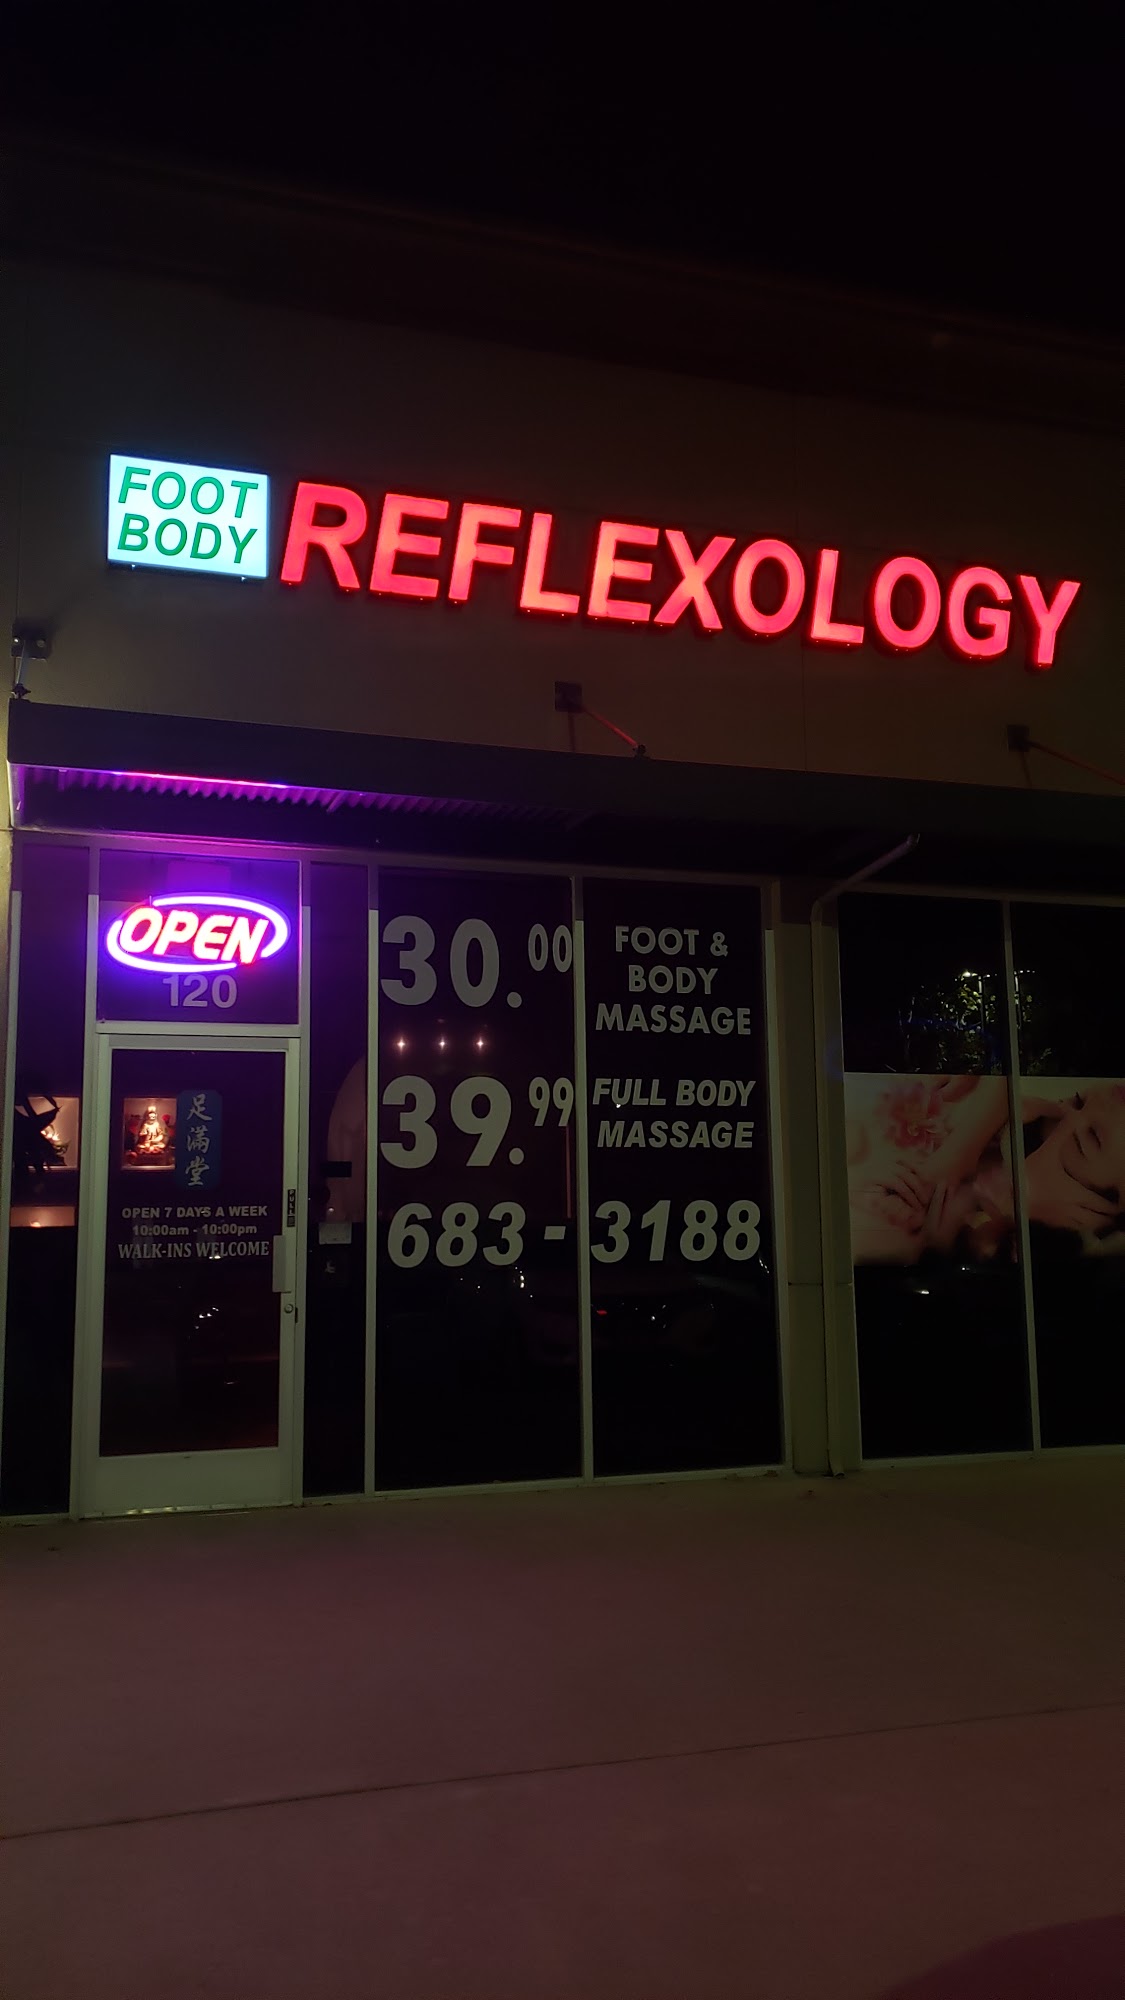 FOOT
BODY
REFLEXOLOGY
OPEN
120
30.00
FOOT &
BODY
MASSAGE
39.99
FULL BODY
MASSAGE
683-3188
足
滿
堂
OPEN 7 DAYS A WEEK
10:00am - 10:00pm
WALK-INS WELCOME